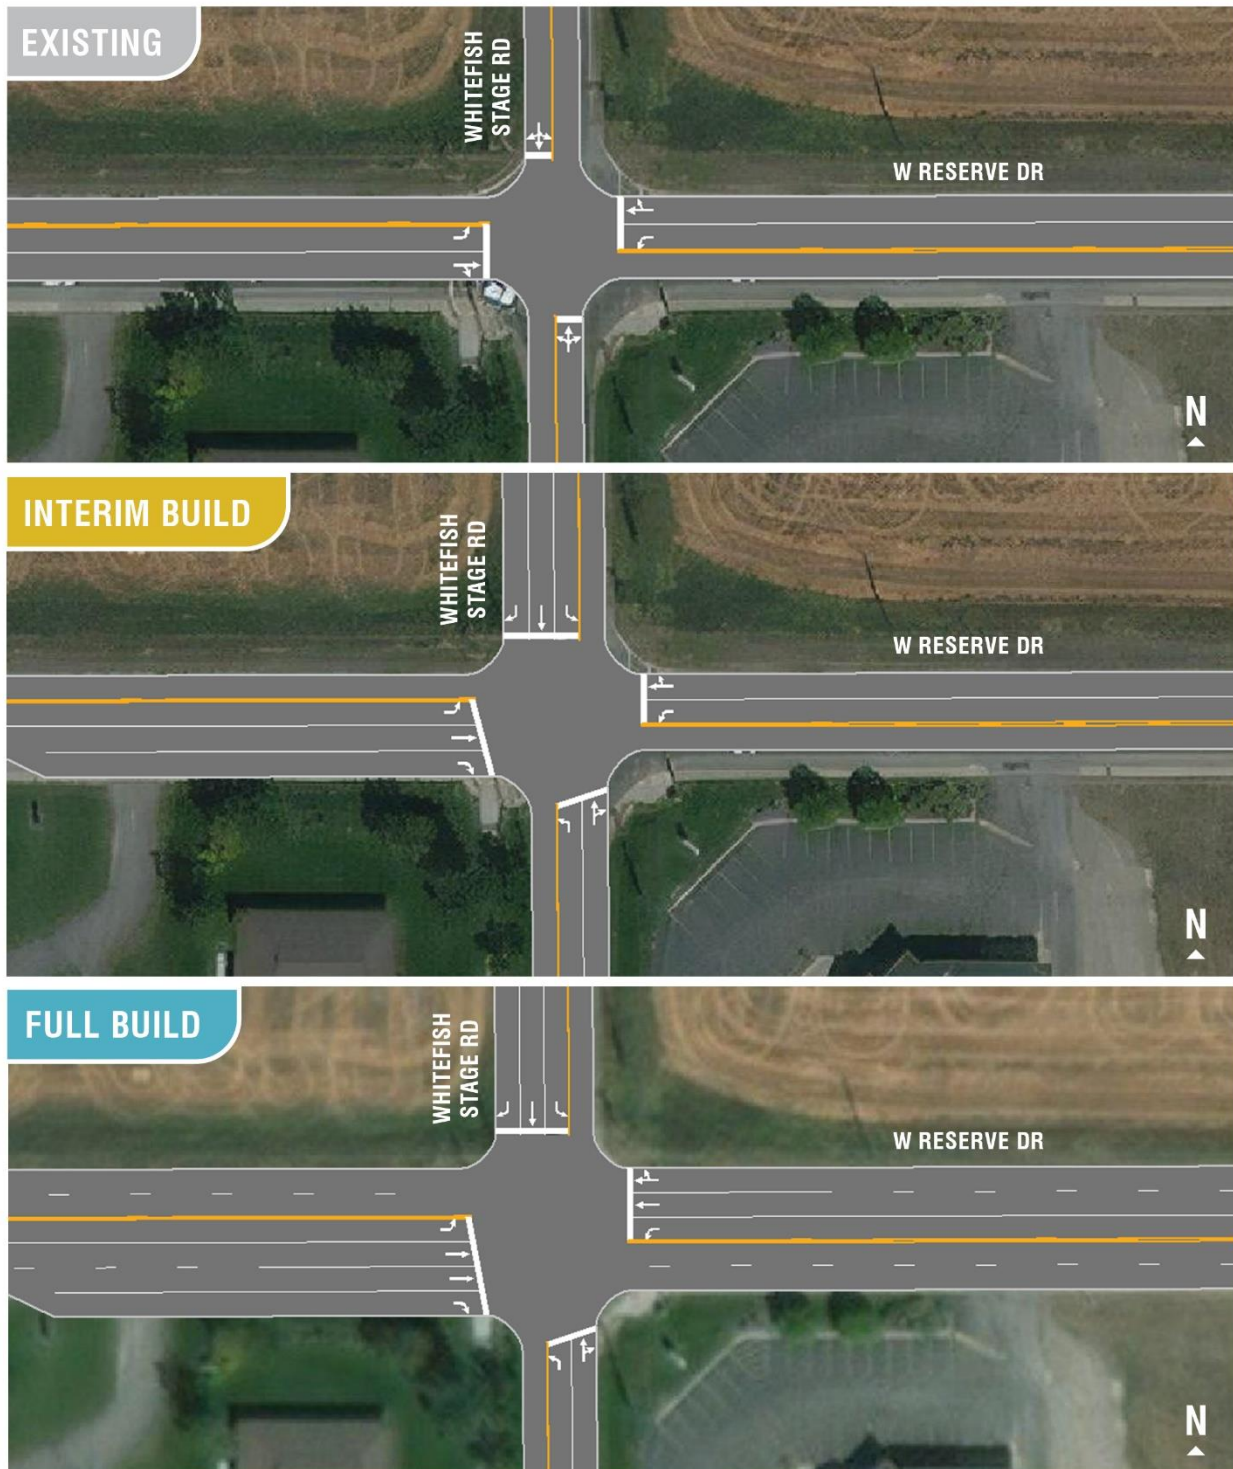 EXISTING
WHITEFISH
STAGE RD
W RESERVE DR
N
INTERIM BUILD
WHITEFISH
STAGE RD
W RESERVE DR
N
FULL BUILD
WHITEFISH
STAGE RD
W RESERVE DR
N